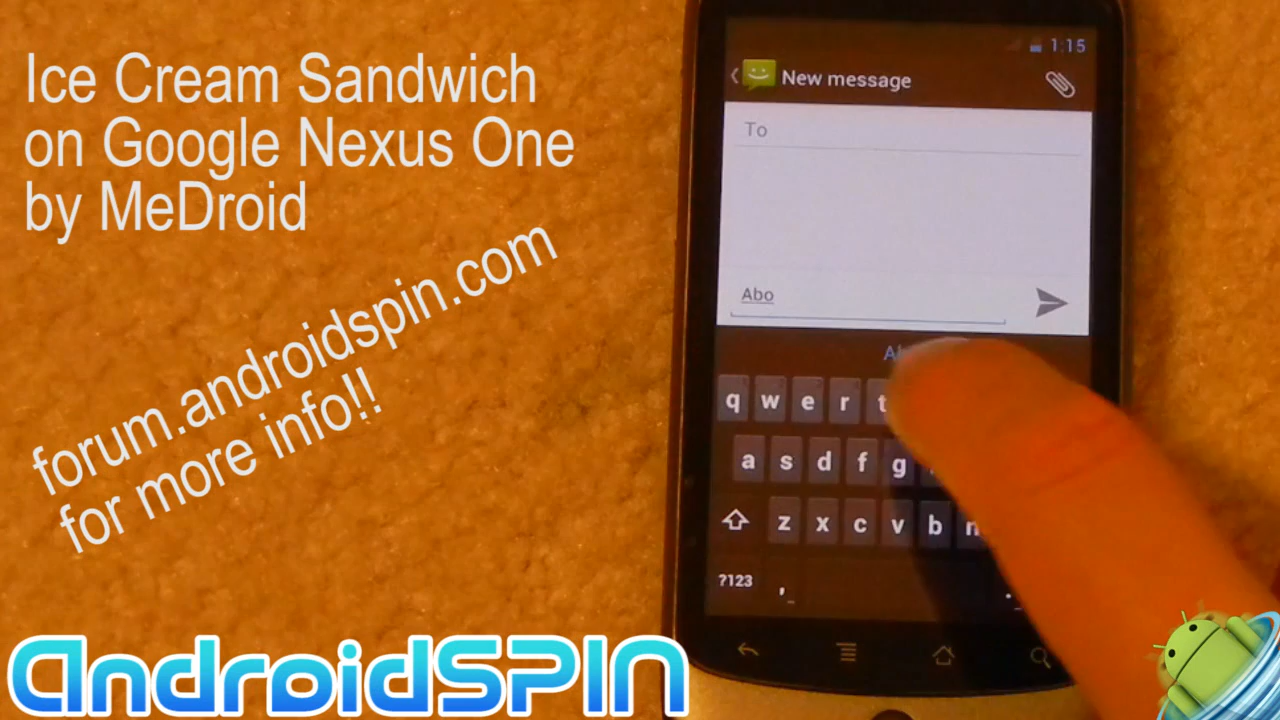 Ice Cream Sandwich
on Google Nexus One
by MeDroid
forum.androidspin.com
for more info!!
AndroidSPIN
1:15
New message
To
Abo
q w e r t
a s d f g
z x c v b n
?123 , .